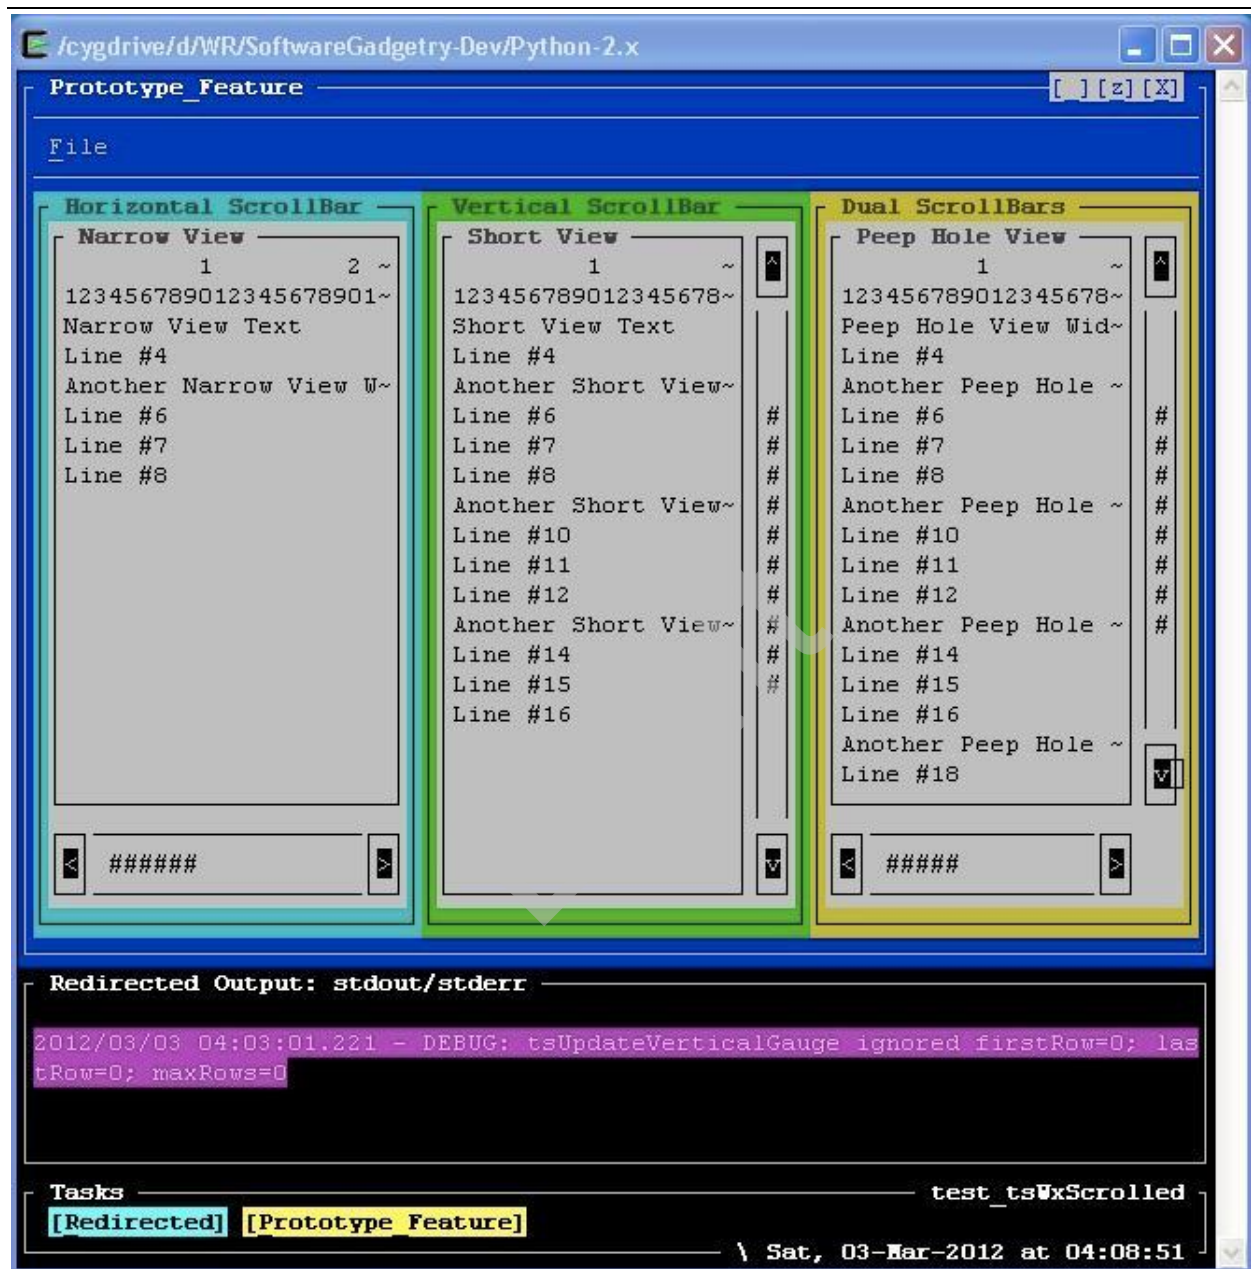 /cygdrive/d/WR/SoftwareGadgetry-Dev/Python-2.x
Prototype_Feature [_][z][X]
File
Horizontal ScrollBar
Narrow View
1 2 ~
123456789012345678901~
Narrow View Text
Line #4
Another Narrow View W~
Line #6
Line #7
Line #8
< ###### >
Vertical ScrollBar
Short View
1 ~ ^
123456789012345678~
Short View Text
Line #4
Another Short View~
Line #6 #
Line #7 #
Line #8 #
Another Short View~ #
Line #10 #
Line #11 #
Line #12 #
Another Short View~ #
Line #14 #
Line #15 #
Line #16
v
Dual ScrollBars
Peep Hole View
1 ~ ^
123456789012345678~
Peep Hole View Wid~
Line #4
Another Peep Hole ~
Line #6 #
Line #7 #
Line #8 #
Another Peep Hole ~ #
Line #10 #
Line #11 #
Line #12 #
Another Peep Hole ~ #
Line #14
Line #15
Line #16
Another Peep Hole ~
Line #18 v
< ##### >
Redirected Output: stdout/stderr
2012/03/03 04:03:01.221 - DEBUG: tsUpdateVerticalGauge ignored firstRow=0; las
tRow=0; maxRows=0
Tasks test_tsWxScrolled
[Redirected] [Prototype_Feature]
\ Sat, 03-Mar-2012 at 04:08:51